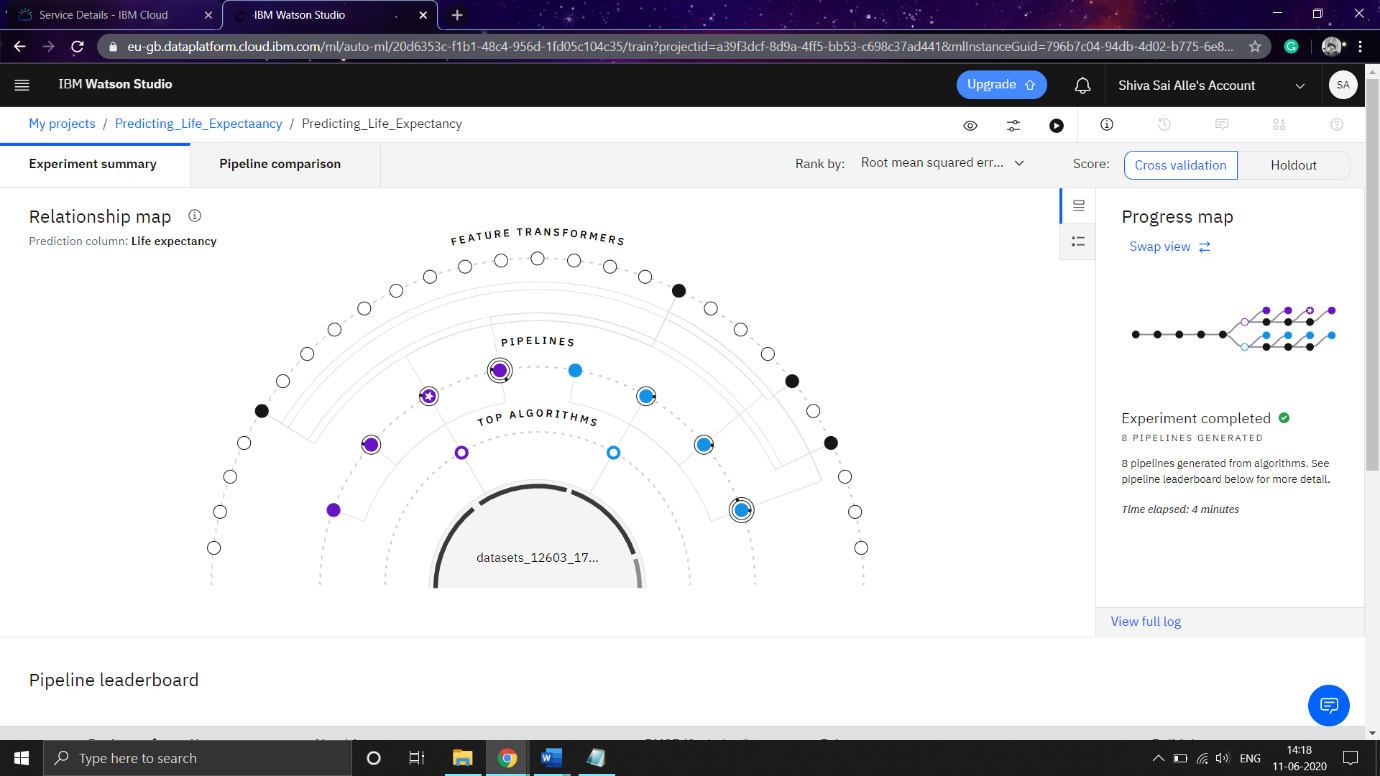 Service Details - IBM Cloud
IBM Watson Studio
eu-gb.dataplatform.cloud.ibm.com/ml/auto-ml/20d6353c-f1b1-48c4-956d-1fd05c104c35/train?projectid=a39f3dcf-8d9a-4ff5-bb53-c698c37ad441&mlInstanceGuid=796b7c04-94db-4d02-b775-6e8...
IBM Watson Studio
Upgrade
Shiva Sai Alle's Account
SA
My projects / Predicting_Life_Expectaancy / Predicting_Life_Expectancy
Experiment summary
Pipeline comparison
Rank by: Root mean squared err...
Score: Cross validation Holdout
Relationship map
Prediction column: Life expectancy
FEATURE TRANSFORMERS
PIPELINES
TOP ALGORITHMS
datasets_12603_17...
Progress map
Swap view
Experiment completed
8 PIPELINES GENERATED
8 pipelines generated from algorithms. See
pipeline leaderboard below for more detail.
Time elapsed: 4 minutes
View full log
Pipeline leaderboard
Type here to search
ENG
14:18
11-06-2020